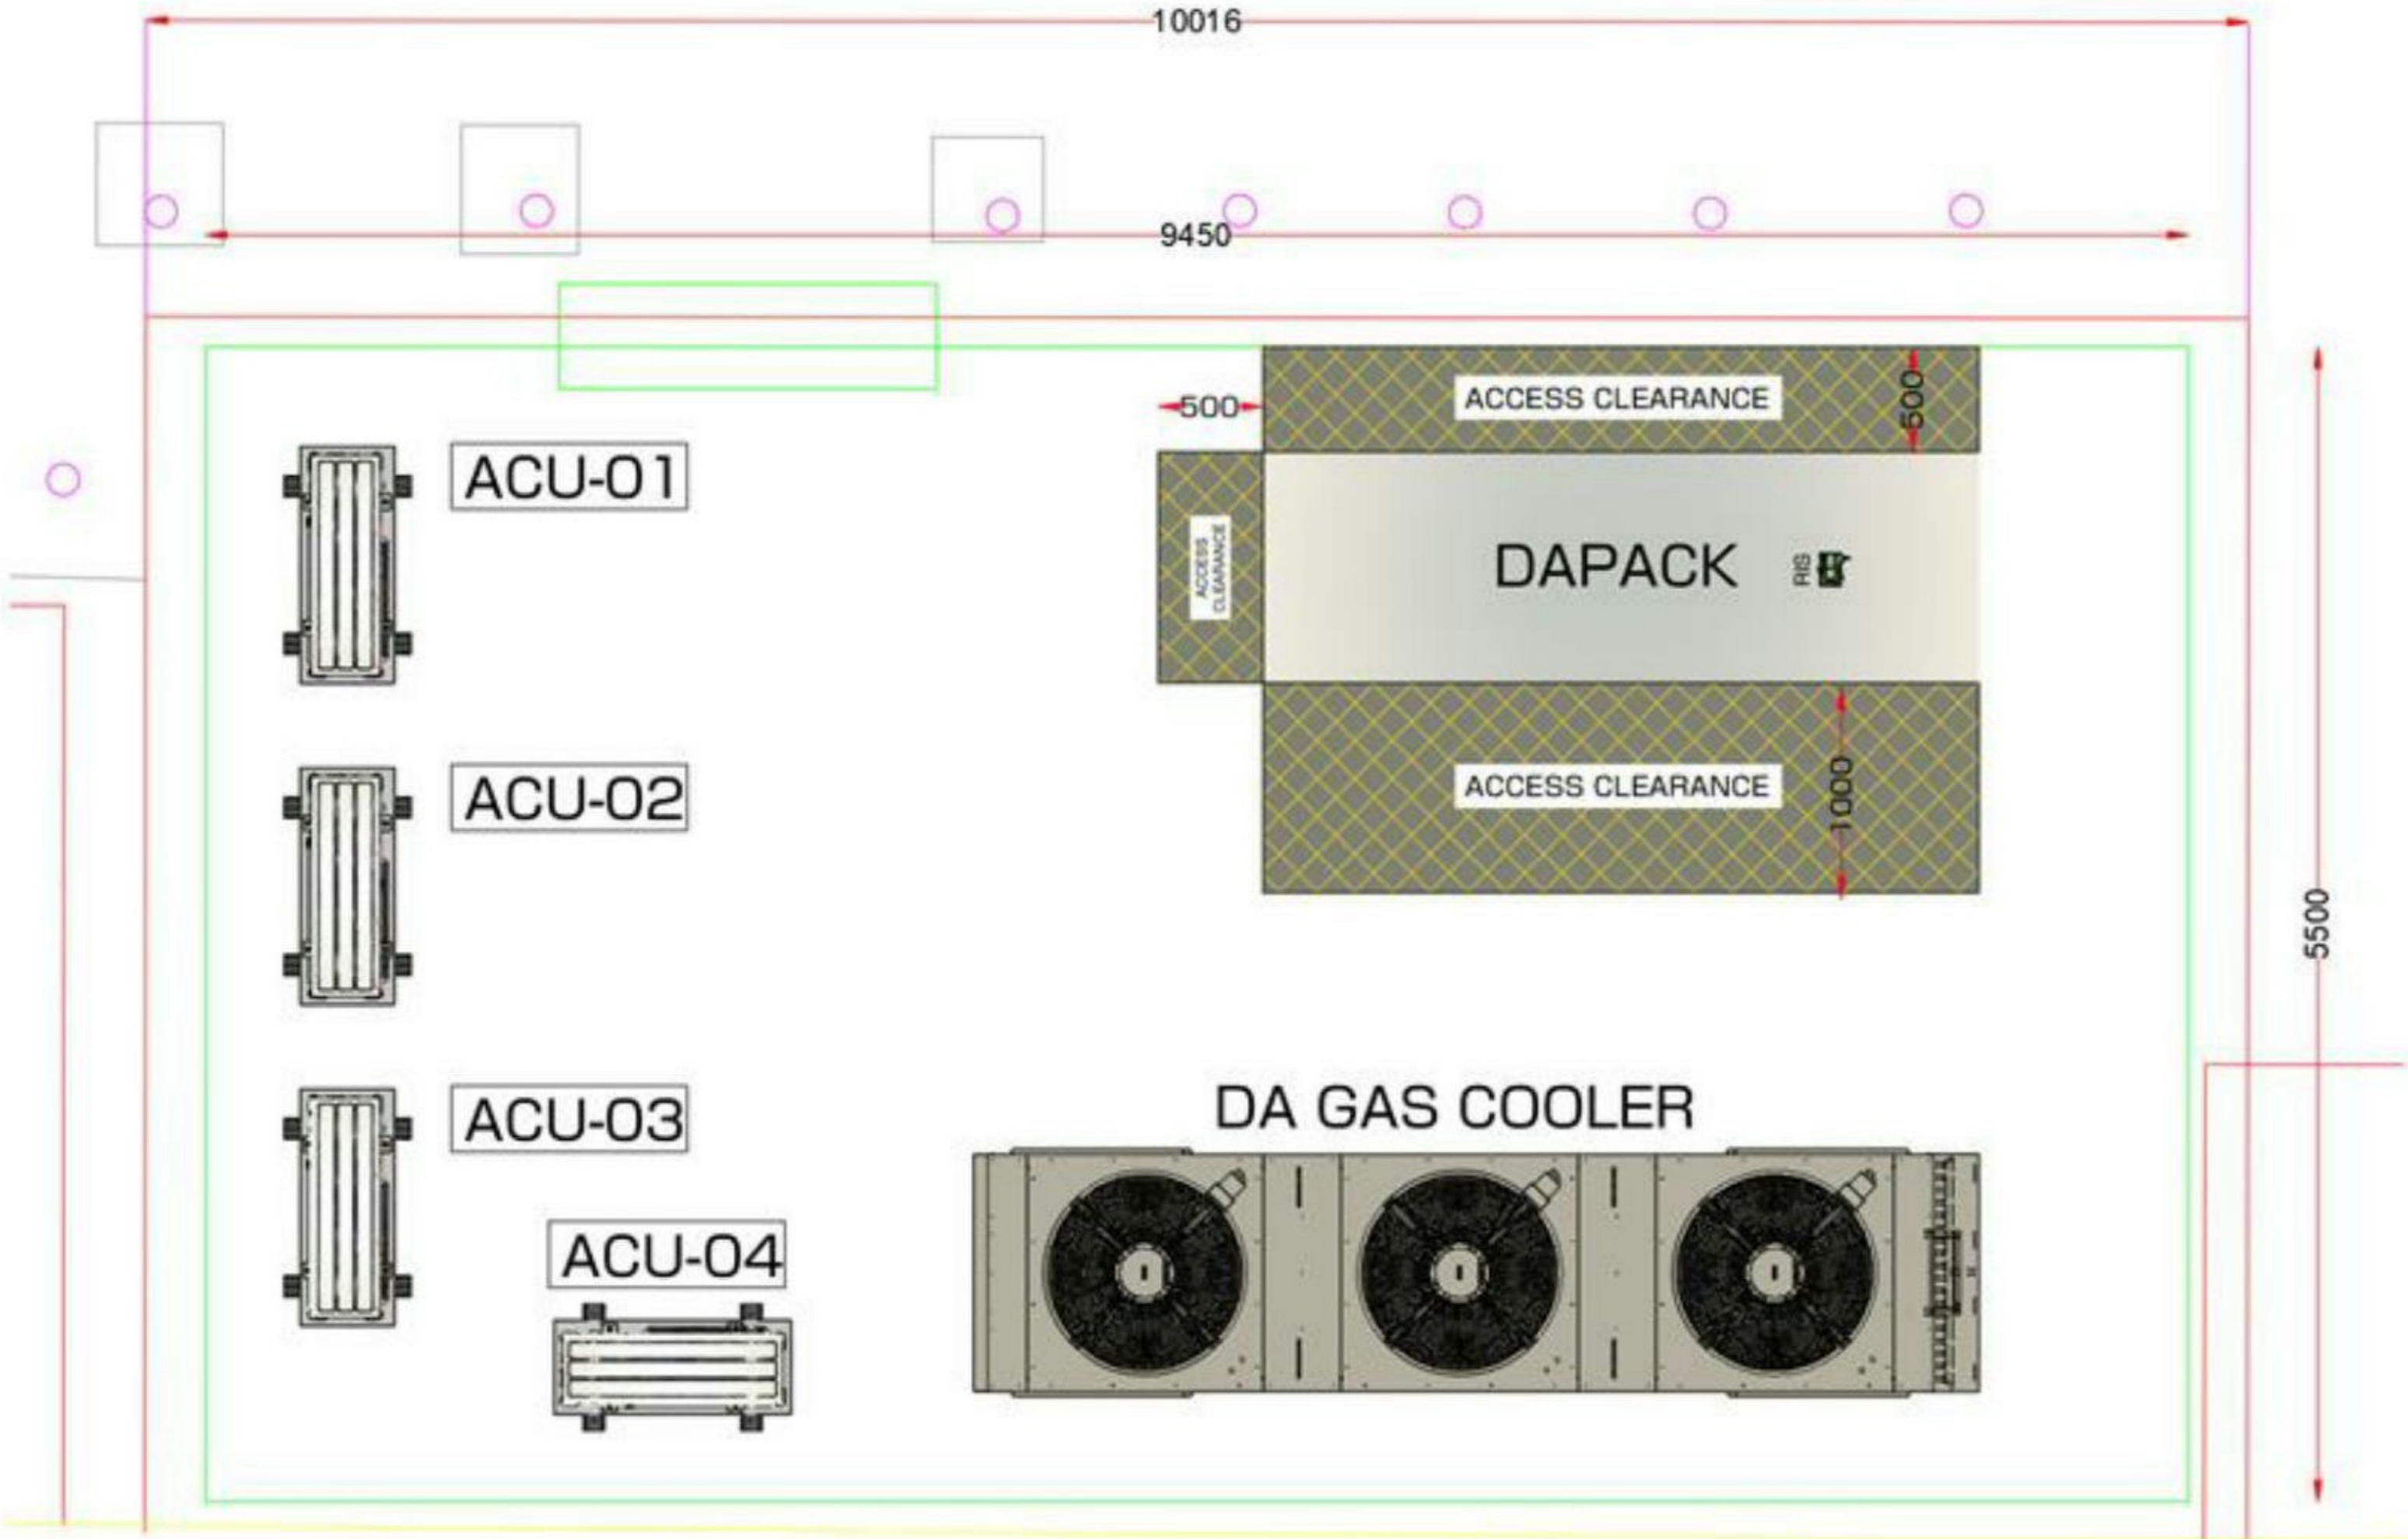 10016
9450
500
ACCESS CLEARANCE
500
ACU-01
ACCESS
CLEARANCE
DAPACK
RIS
ACU-02
ACCESS CLEARANCE
1000
5500
ACU-03
DA GAS COOLER
ACU-04